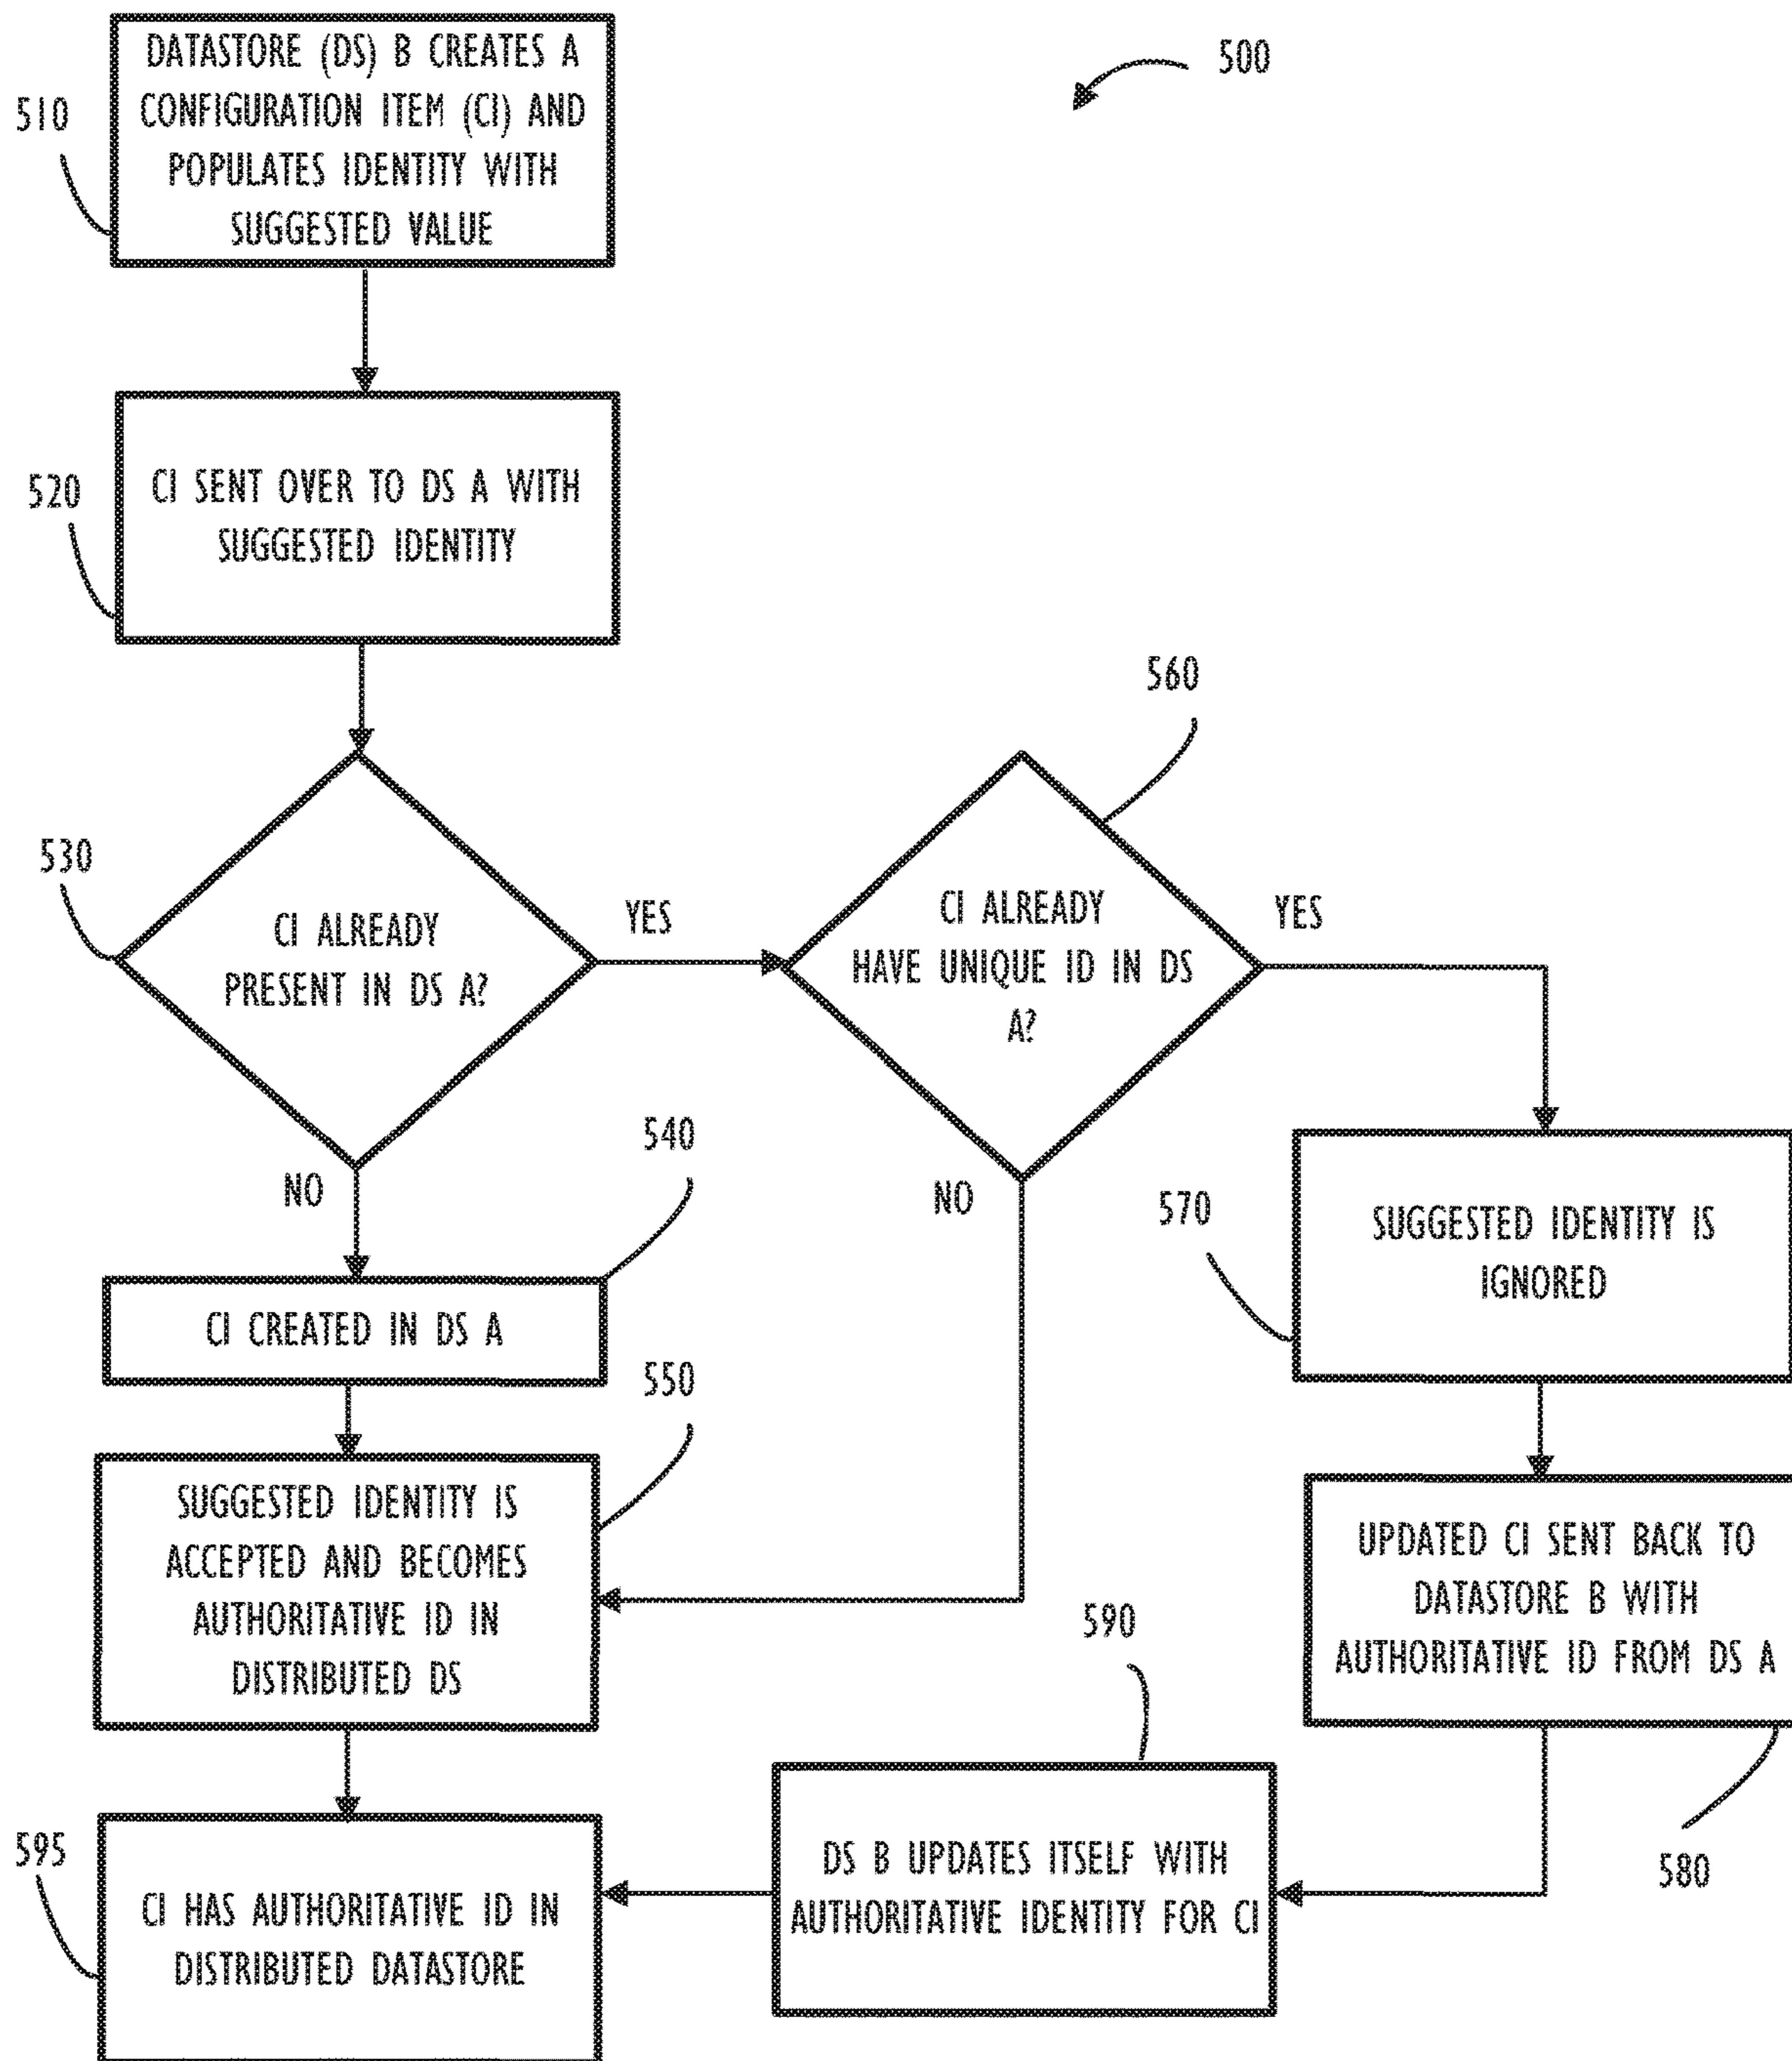 500
510
DATASTORE (DS) B CREATES A
CONFIGURATION ITEM (CI) AND
POPULATES IDENTITY WITH
SUGGESTED VALUE
520
CI SENT OVER TO DS A WITH
SUGGESTED IDENTITY
530
CI ALREADY
PRESENT IN DS A?
YES
NO
560
CI ALREADY
HAVE UNIQUE ID IN DS
A?
YES
NO
540
CI CREATED IN DS A
550
SUGGESTED IDENTITY IS
ACCEPTED AND BECOMES
AUTHORITATIVE ID IN
DISTRIBUTED DS
570
SUGGESTED IDENTITY IS
IGNORED
UPDATED CI SENT BACK TO
DATASTORE B WITH
AUTHORITATIVE ID FROM DS A
580
590
DS B UPDATES ITSELF WITH
AUTHORITATIVE IDENTITY FOR CI
595
CI HAS AUTHORITATIVE ID IN
DISTRIBUTED DATASTORE